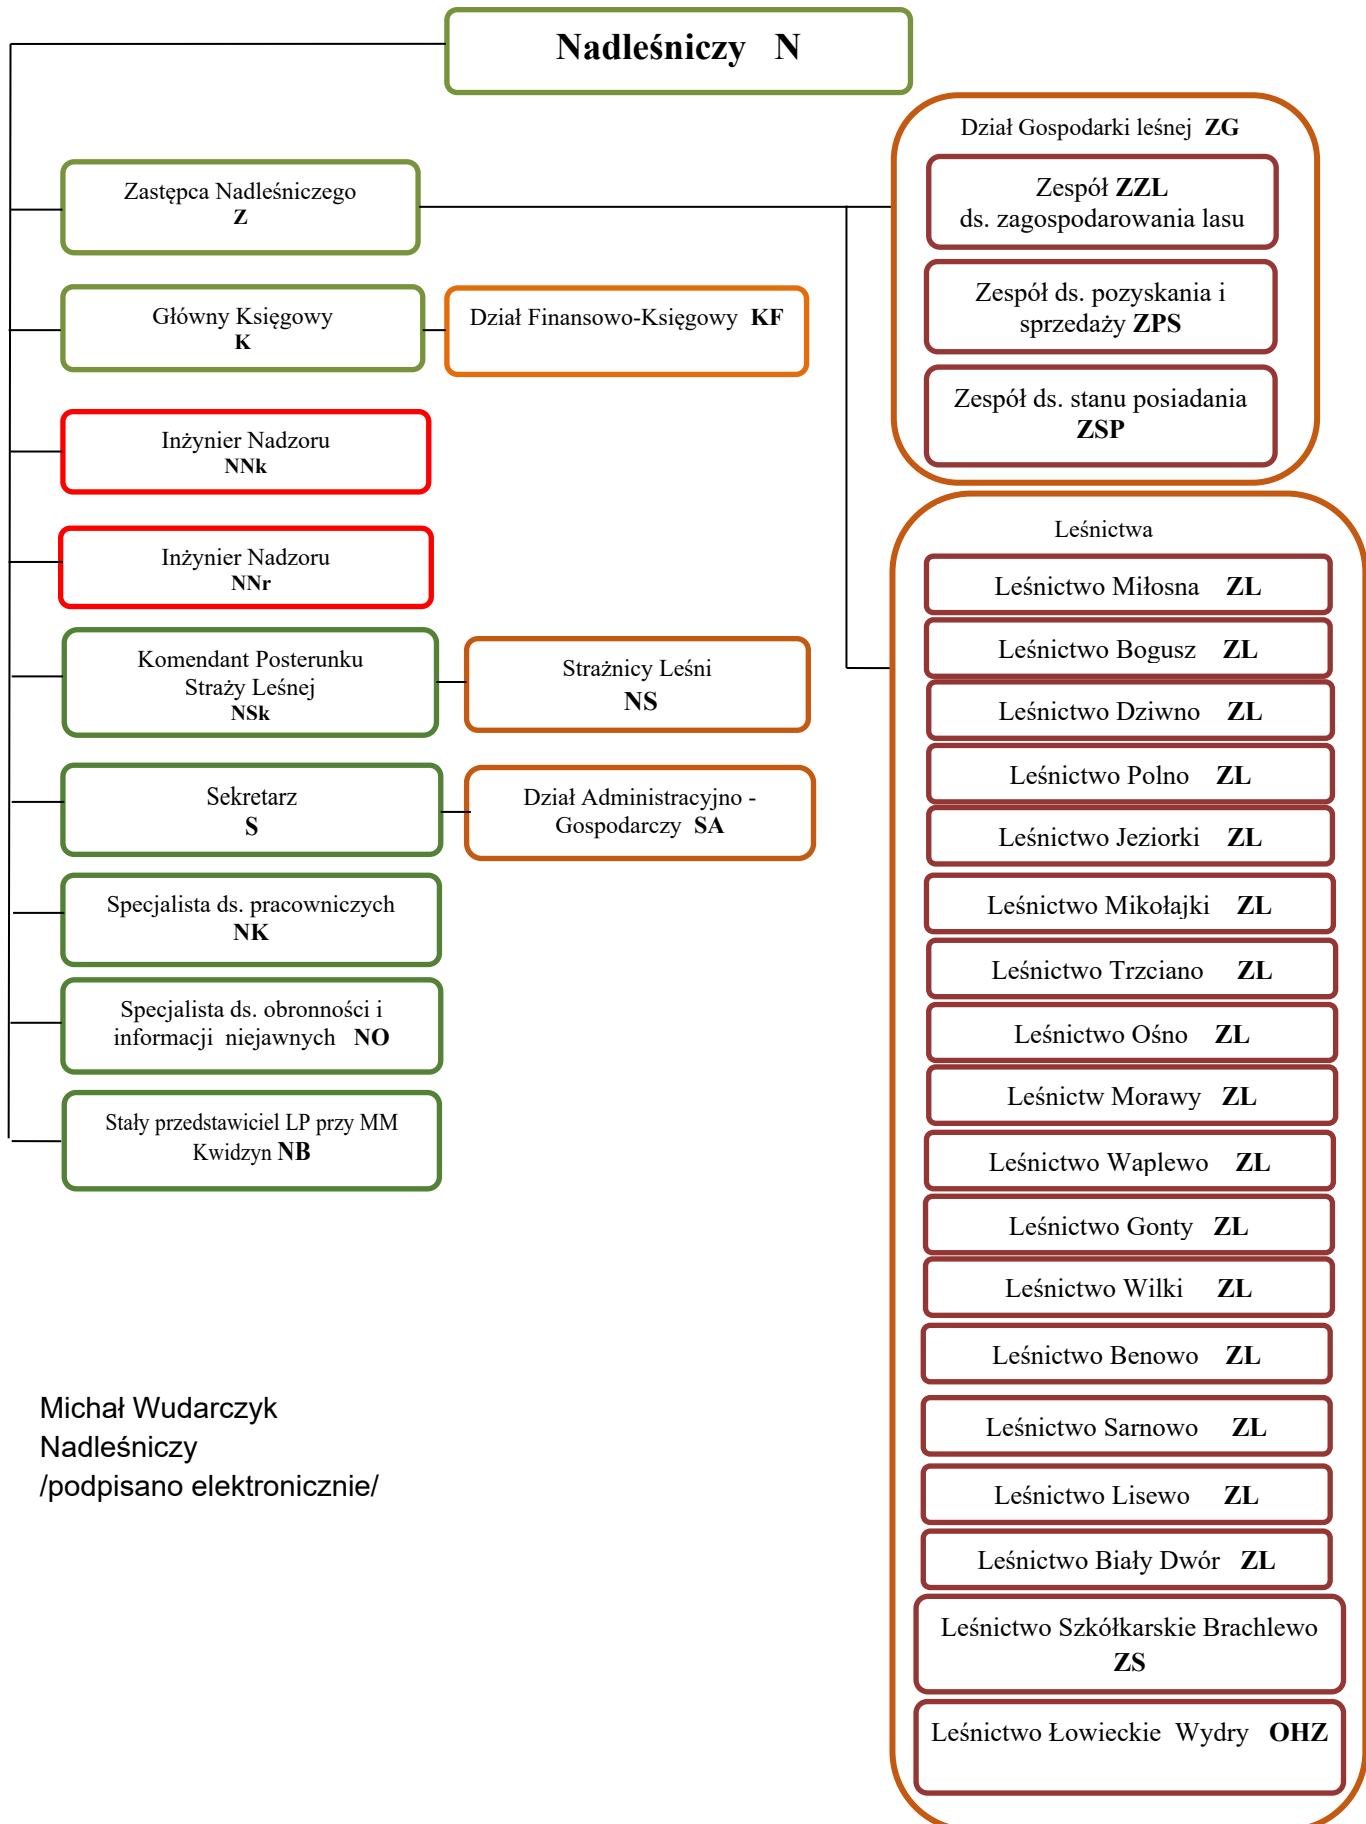 Nadleśniczy N
Zastępca Nadleśniczego
Z
Główny Księgowy
K
Dział Finansowo-Księgowy KF
Inżynier Nadzoru
NNk
Inżynier Nadzoru
NNr
Komendant Posterunku
Straży Leśnej
NSk
Strażnicy Leśni
NS
Sekretarz
S
Dział Administracyjno -
Gospodarczy SA
Specjalista ds. pracowniczych
NK
Specjalista ds. obronności i
informacji niejawnych NO
Stały przedstawiciel LP przy MM
Kwidzyn NB
Dział Gospodarki leśnej ZG
Zespół ZZL
ds. zagospodarowania lasu
Zespół ds. pozyskania i
sprzedaży ZPS
Zespół ds. stanu posiadania
ZSP
Leśnictwa
Leśnictwo Miłosna ZL
Leśnictwo Bogusz ZL
Leśnictwo Dziwno ZL
Leśnictwo Polno ZL
Leśnictwo Jeziorki ZL
Leśnictwo Mikołajki ZL
Leśnictwo Trzciano ZL
Leśnictwo Ośno ZL
Leśnictw Morawy ZL
Leśnictwo Waplewo ZL
Leśnictwo Gonty ZL
Leśnictwo Wilki ZL
Leśnictwo Benowo ZL
Leśnictwo Sarnowo ZL
Leśnictwo Lisewo ZL
Leśnictwo Biały Dwór ZL
Leśnictwo Szkółkarskie Brachlewo
ZS
Leśnictwo Łowieckie Wydry OHZ
Michał Wudarczyk
Nadleśniczy
/podpisano elektronicznie/